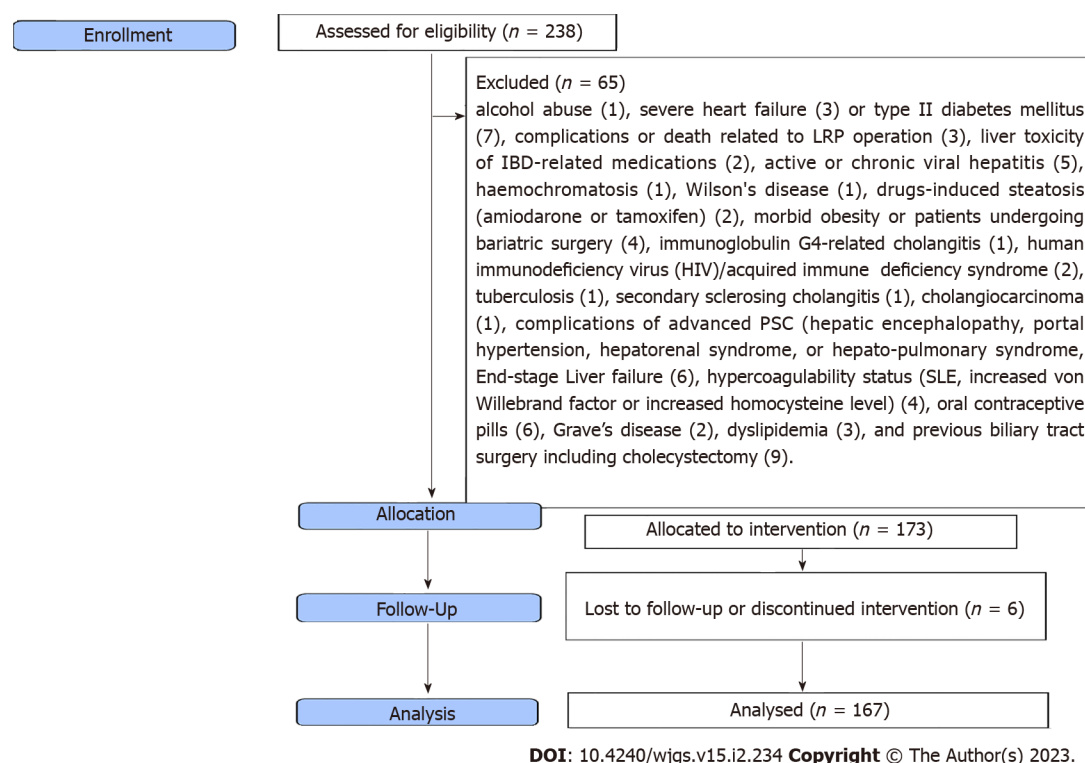 Enrollment
Assessed for eligibility (n = 238)
Excluded (n = 65)
alcohol abuse (1), severe heart failure (3) or type II diabetes mellitus
(7), complications or death related to LRP operation (3), liver toxicity
of IBD-related medications (2), active or chronic viral hepatitis (5),
haemochromatosis (1), Wilson's disease (1), drugs-induced steatosis
(amiodarone or tamoxifen) (2), morbid obesity or patients undergoing
bariatric surgery (4), immunoglobulin G4-related cholangitis (1), human
immunodeficiency virus (HIV)/acquired immune deficiency syndrome (2),
tuberculosis (1), secondary sclerosing cholangitis (1), cholangiocarcinoma
(1), complications of advanced PSC (hepatic encephalopathy, portal
hypertension, hepatorenal syndrome, or hepato-pulmonary syndrome,
End-stage Liver failure (6), hypercoagulability status (SLE, increased von
Willebrand factor or increased homocysteine level) (4), oral contraceptive
pills (6), Grave’s disease (2), dyslipidemia (3), and previous biliary tract
surgery including cholecystectomy (9).
Allocation
Allocated to intervention (n = 173)
Follow-Up
Lost to follow-up or discontinued intervention (n = 6)
Analysis
Analysed (n = 167)
DOI: 10.4240/wjgs.v15.i2.234 Copyright © The Author(s) 2023.